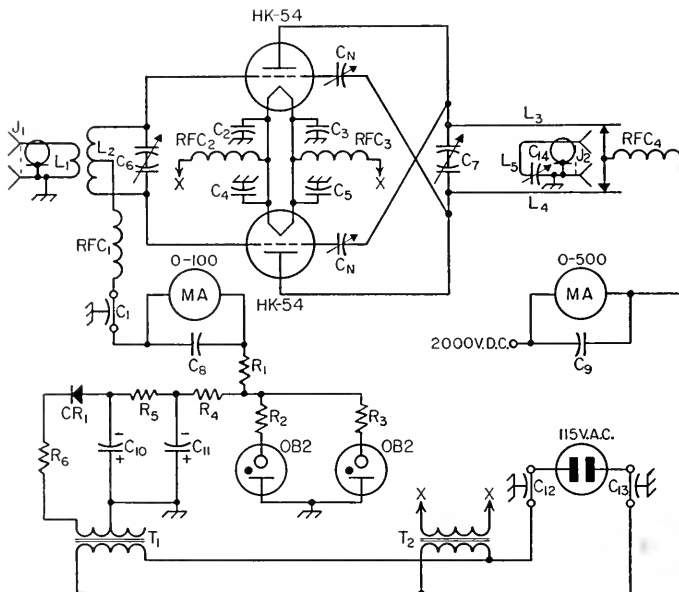 HK-54
CN
J1
L1
L2
C6
C2
C3
RFC2
RFC3
X
X
C4
C5
C7
L3
L5
C14
J2
RFC4
L4
RFC1
CN
HK-54
0-100
MA
C1
C8
0-500
MA
2000V.D.C.
C9
R1
CR1
R5
R4
R2
R3
R6
C10
C11
OB2
OB2
115V.A.C.
X
X
C12
C13
T1
T2